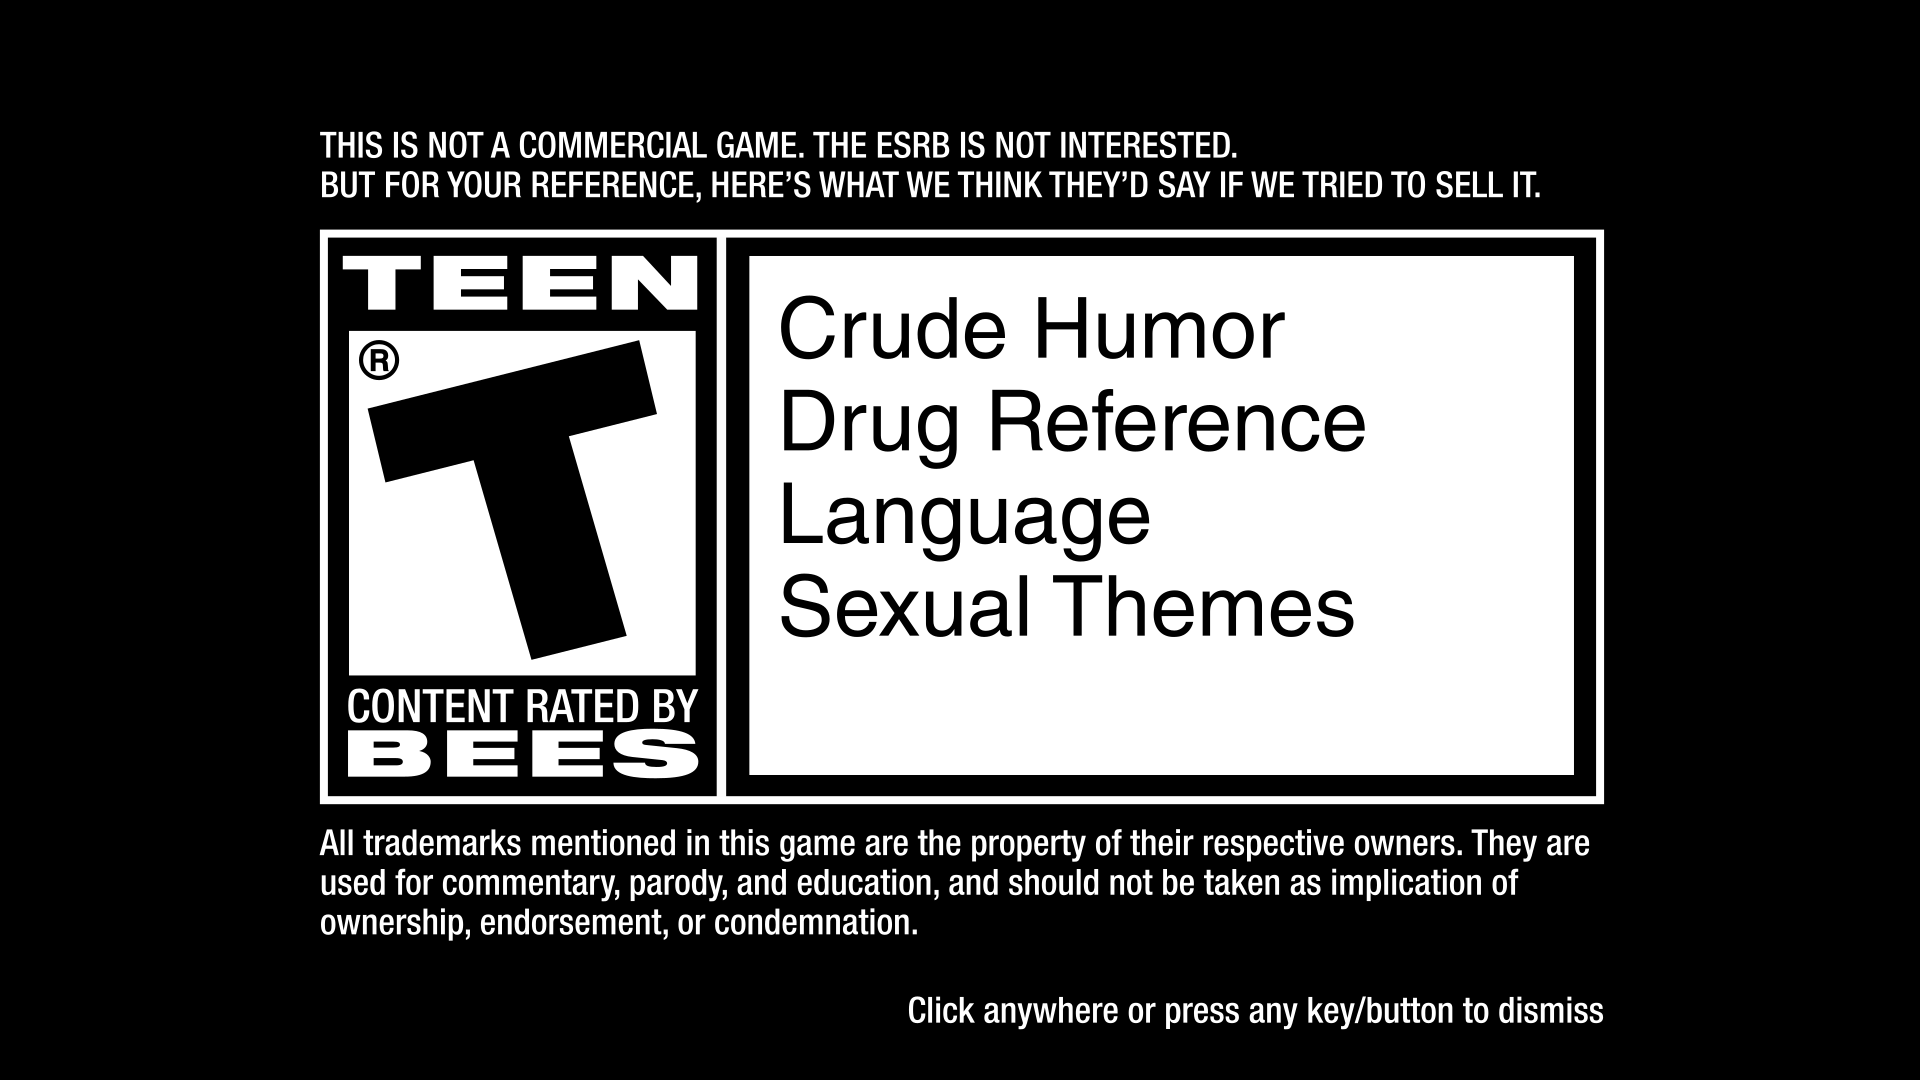 THIS IS NOT A COMMERCIAL GAME. THE ESRB IS NOT INTERESTED.
BUT FOR YOUR REFERENCE, HERE’S WHAT WE THINK THEY’D SAY IF WE TRIED TO SELL IT.
TEEN
®
T
CONTENT RATED BY
BEES
Crude Humor
Drug Reference
Language
Sexual Themes
All trademarks mentioned in this game are the property of their respective owners. They are
used for commentary, parody, and education, and should not be taken as implication of
ownership, endorsement, or condemnation.
Click anywhere or press any key/button to dismiss